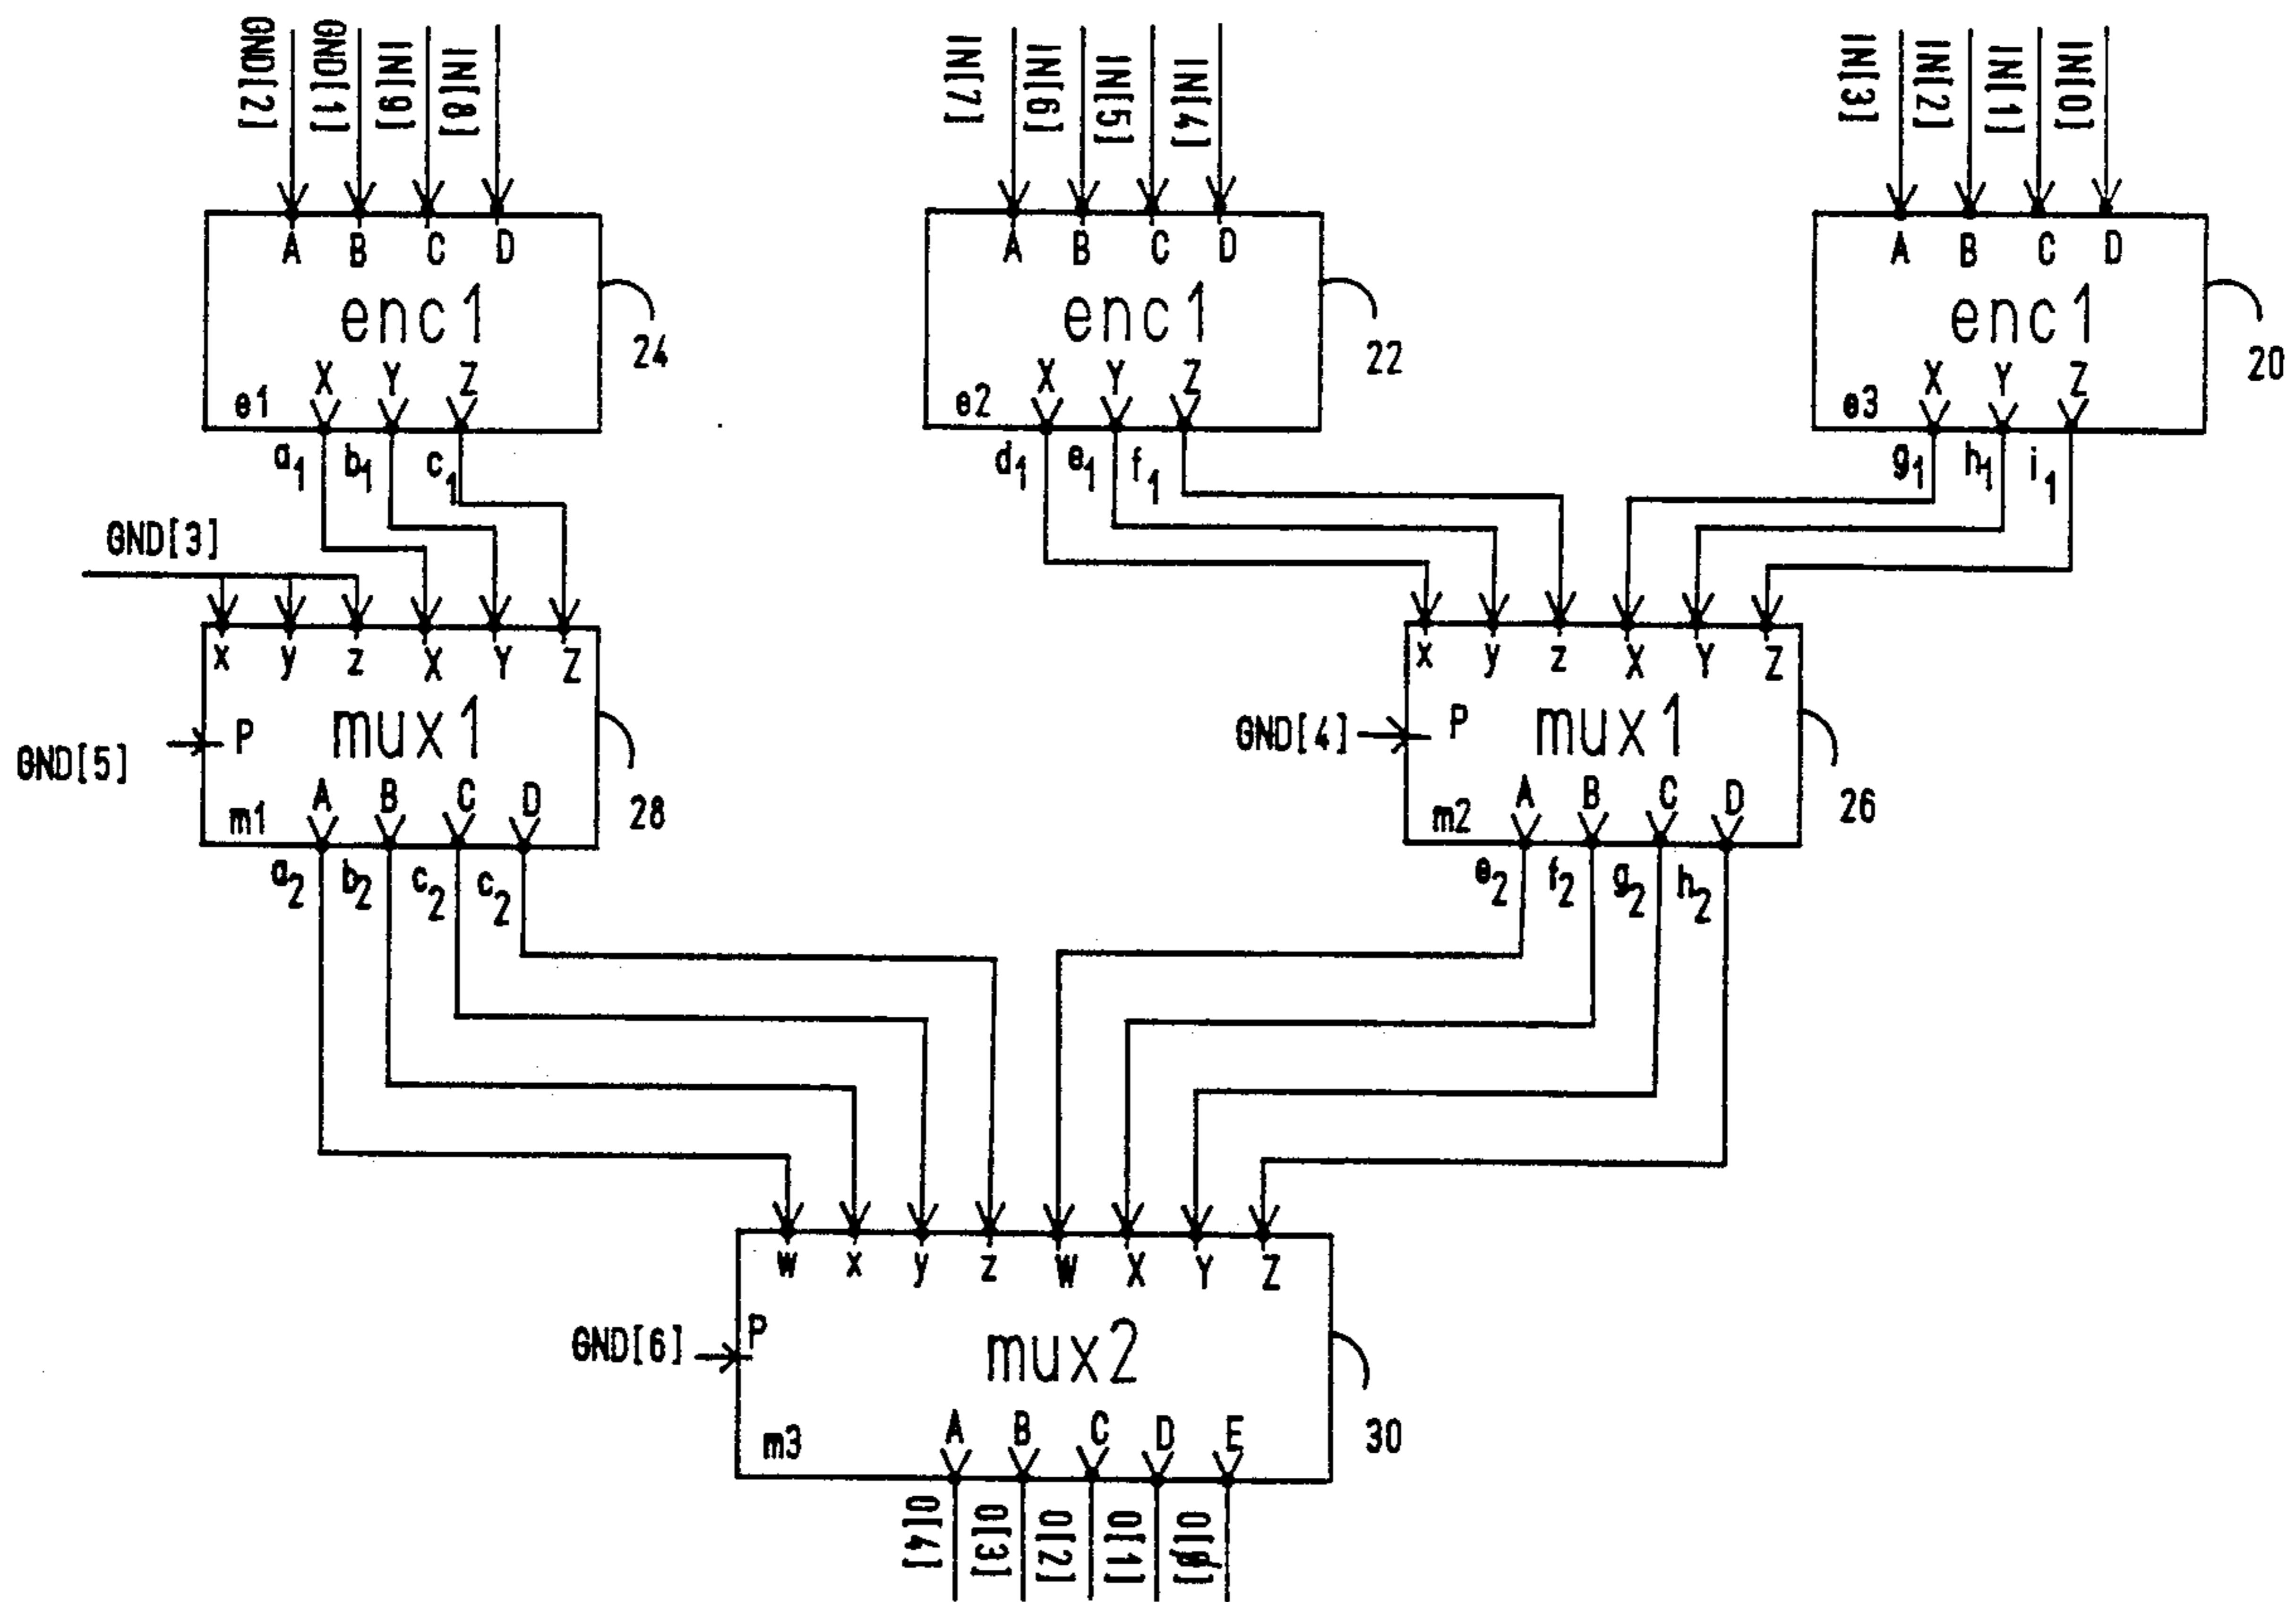 GND[2] GND[1] IN[9] IN[8] IN[7] IN[6] IN[5] IN[4] IN[3] IN[2] IN[1] IN[0]
A B C D A B C D A B C D
enc1 enc1 enc1
24 22 20
X Y Z X Y Z X Y Z
e1 e2 e3
a1 b1 c1 d1 e1 f1 g1 h1 i1
GND[3]
x y z X Y Z x y z X Y Z
GND[5] P mux1 GND[4] P mux1
28 26
A B C D A B C D
m1 m2
a2 b2 c2 c2 e2 f2 g2 h2
w x y z W X Y Z
GND[6] P mux2
30
A B C D E
m3
O[4] O[3] O[2] O[1] O[0]